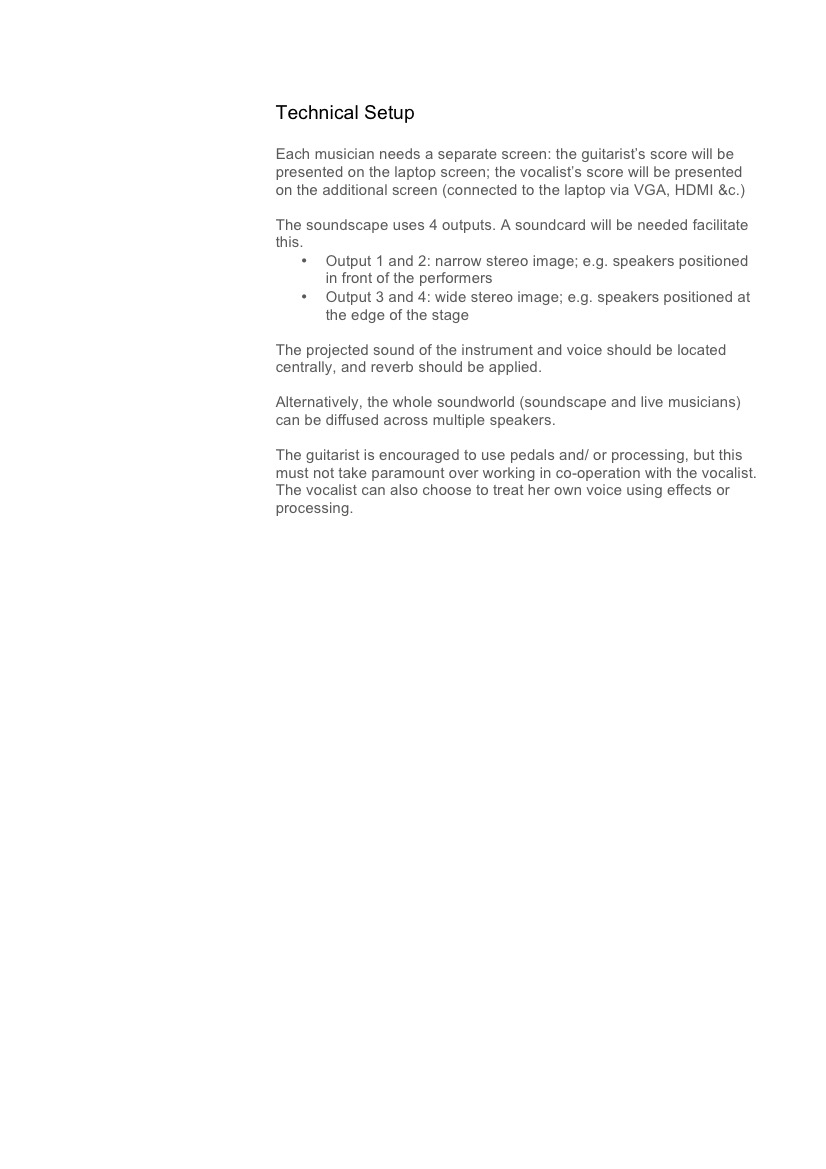 Technical Setup
Each musician needs a separate screen: the guitarist’s score will be
presented on the laptop screen; the vocalist’s score will be presented
on the additional screen (connected to the laptop via VGA, HDMI &c.)
The soundscape uses 4 outputs. A soundcard will be needed facilitate
this.
• Output 1 and 2: narrow stereo image; e.g. speakers positioned
in front of the performers
• Output 3 and 4: wide stereo image; e.g. speakers positioned at
the edge of the stage
The projected sound of the instrument and voice should be located
centrally, and reverb should be applied.
Alternatively, the whole soundworld (soundscape and live musicians)
can be diffused across multiple speakers.
The guitarist is encouraged to use pedals and/ or processing, but this
must not take paramount over working in co-operation with the vocalist.
The vocalist can also choose to treat her own voice using effects or
processing.